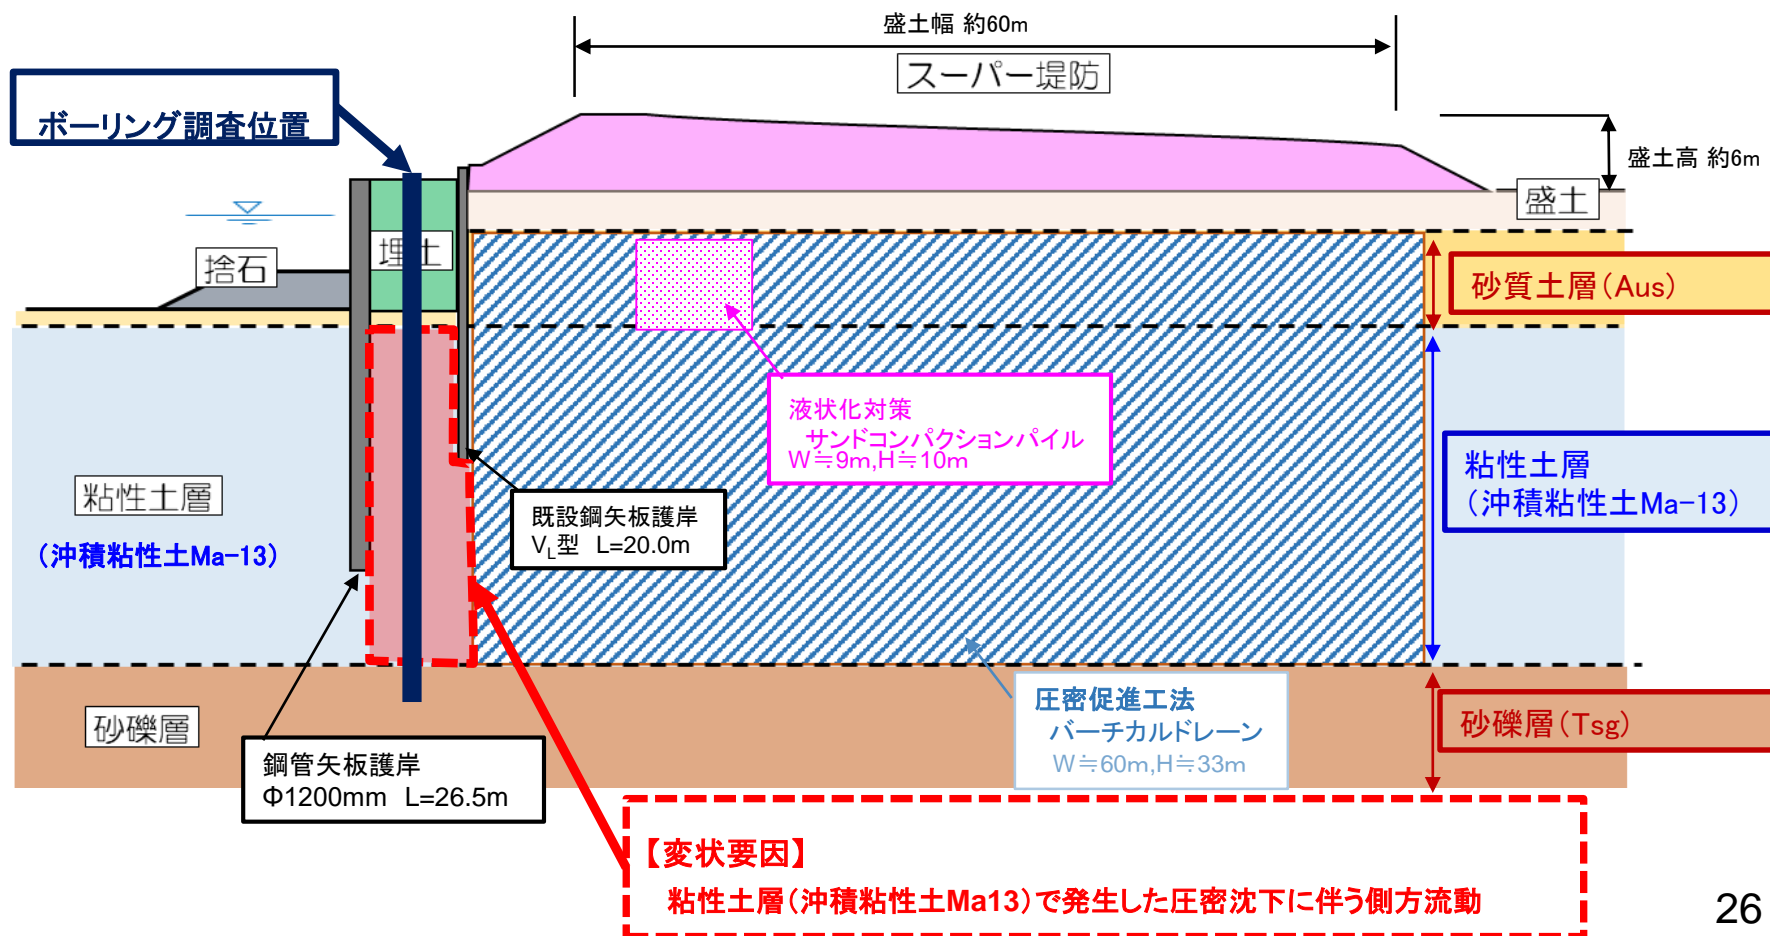 盛土幅 約60m
スーパー堤防
ボーリング調査位置
盛土高 約6m
盛土
埋土
捨石
砂質土層(Aus)
液状化対策
サンドコンパクションパイル
W≒9m,H≒10m
粘性土層
(沖積粘性土Ma-13)
粘性土層
(沖積粘性土Ma-13)
既設鋼矢板護岸
VL型 L=20.0m
圧密促進工法
バーチカルドレーン
W≒60m,H≒33m
砂礫層(Tsg)
砂礫層
鋼管矢板護岸
Φ1200mm L=26.5m
【変状要因】
粘性土層(沖積粘性土Ma13)で発生した圧密沈下に伴う側方流動
26